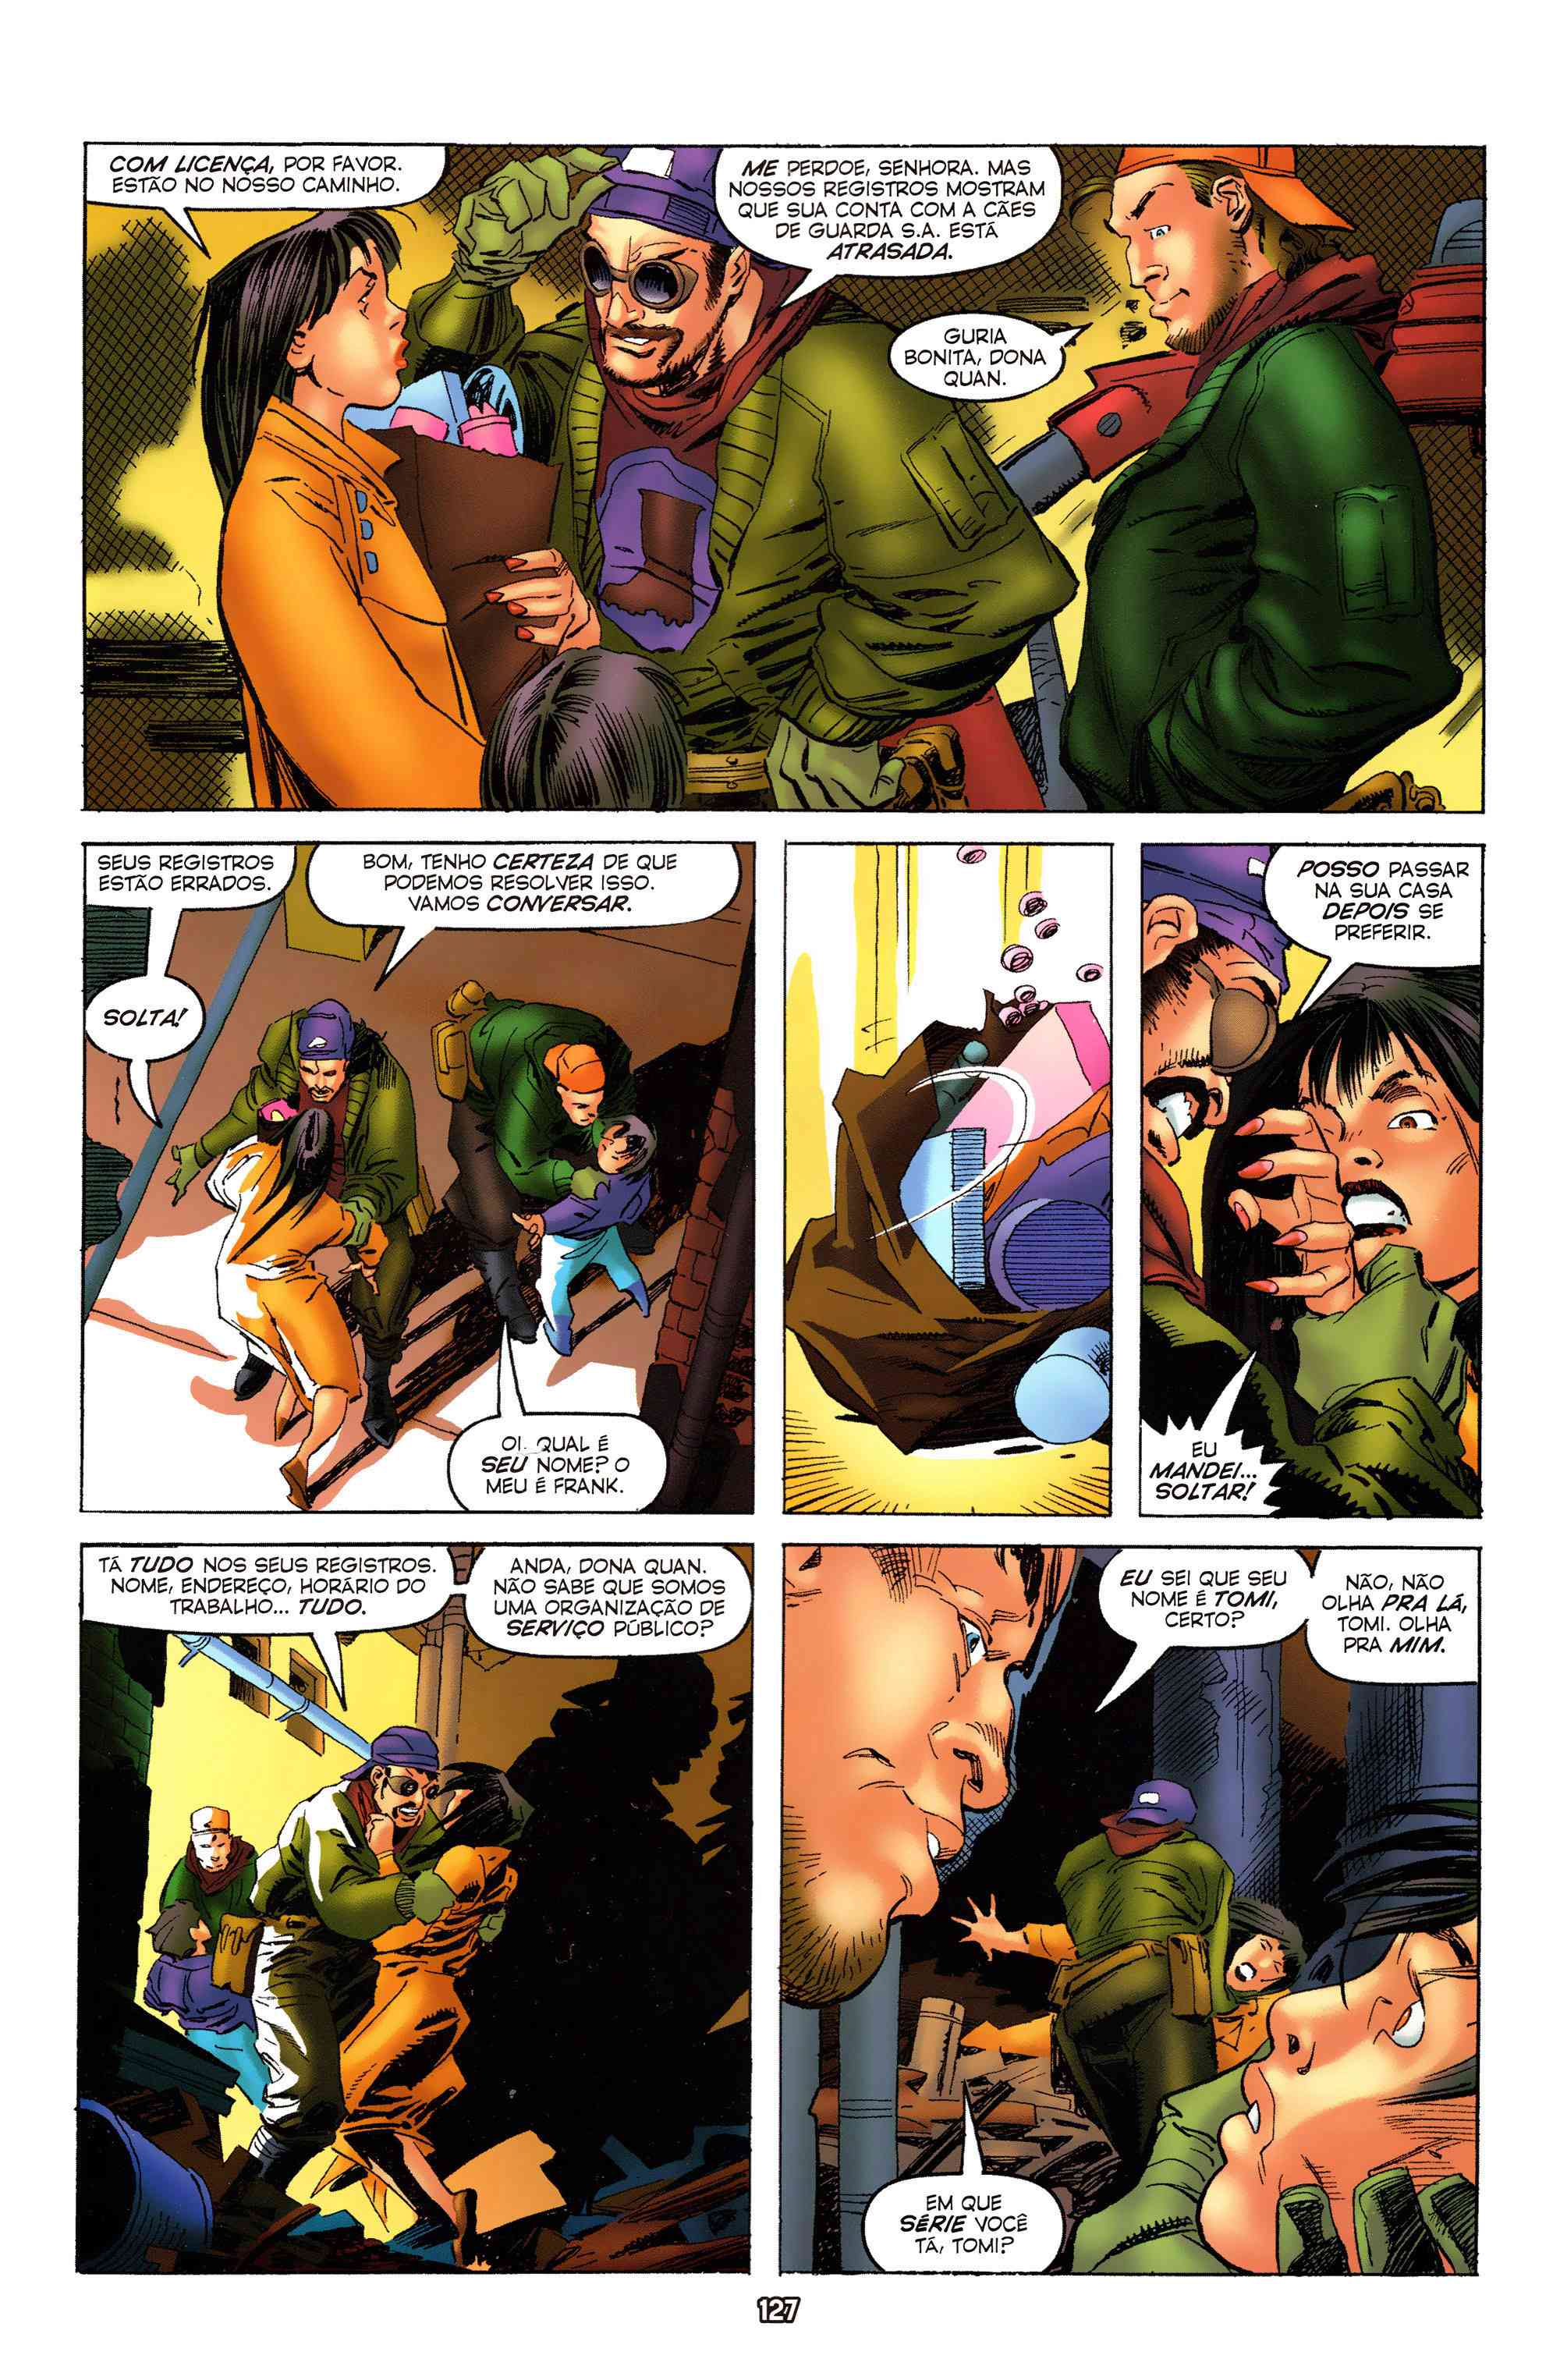 COM LICENÇA, POR FAVOR.
ESTÃO NO NOSSO CAMINHO.
ME PERDOE, SENHORA. MAS
NOSSOS REGISTROS MOSTRAM
QUE SUA CONTA COM A CÃES
DE GUARDA S.A. ESTÁ
ATRASADA.
GURIA
BONITA, DONA
QUAN.
SEUS REGISTROS
ESTÃO ERRADOS.
SOLTA!
BOM, TENHO CERTEZA DE QUE
PODEMOS RESOLVER ISSO.
VAMOS CONVERSAR.
OI. QUAL É
SEU NOME? O
MEU É FRANK.
POSSO PASSAR
NA SUA CASA
DEPOIS SE
PREFERIR.
EU
MANDEI...
SOLTAR!
TÁ TUDO NOS SEUS REGISTROS.
NOME, ENDEREÇO, HORÁRIO DO
TRABALHO... TUDO.
ANDA, DONA QUAN.
NÃO SABE QUE SOMOS
UMA ORGANIZAÇÃO DE
SERVIÇO PÚBLICO?
EU SEI QUE SEU
NOME É TOMI,
CERTO?
NÃO, NÃO
OLHA PRA LÁ,
TOMI. OLHA
PRA MIM.
EM QUE
SÉRIE VOCÊ
TÁ, TOMI?
127